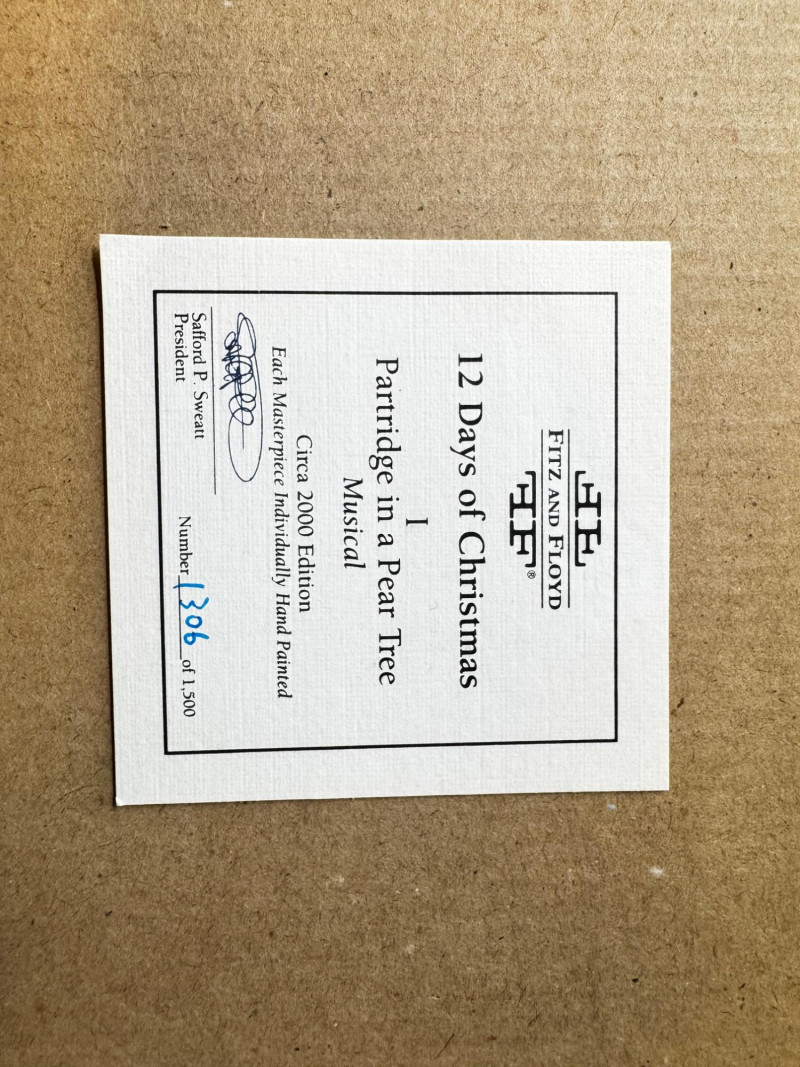 FITZ AND FLOYD
FF®
12 Days of Christmas
I
Partridge in a Pear Tree
Musical
Circa 2000 Edition
Each Masterpiece Individually Hand Painted
Safford P. Sweatt
President
Number 1306 of 1,500